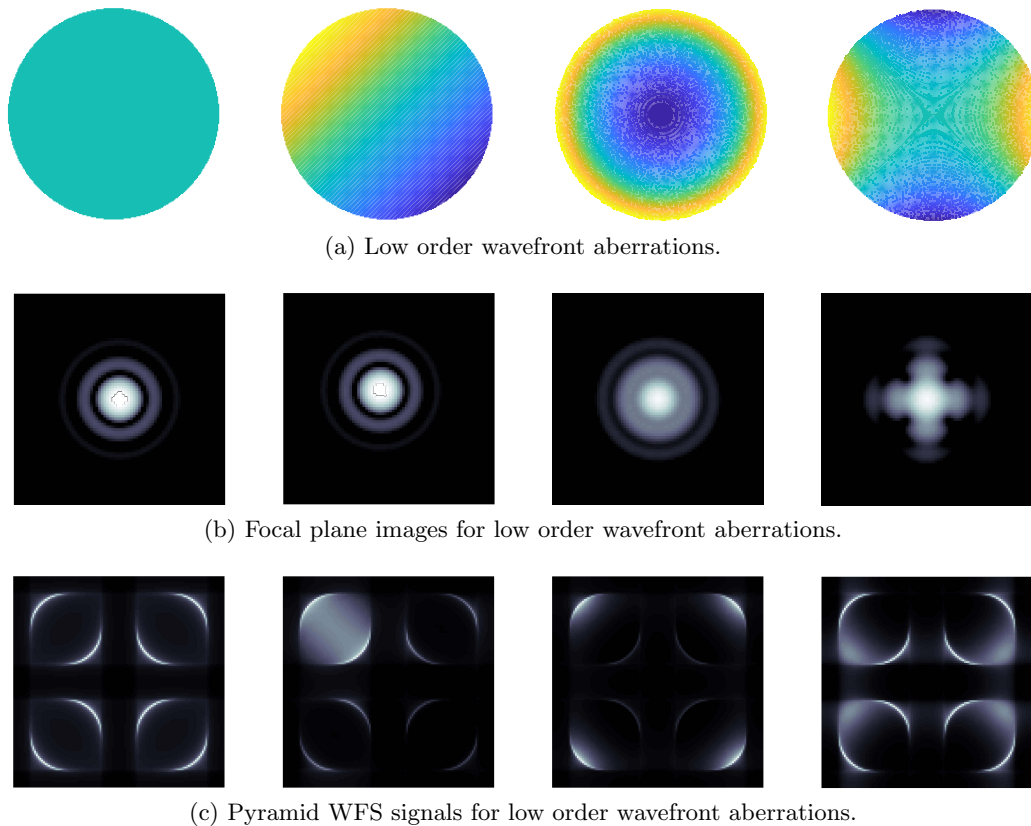 (a) Low order wavefront aberrations.
(b) Focal plane images for low order wavefront aberrations.
(c) Pyramid WFS signals for low order wavefront aberrations.